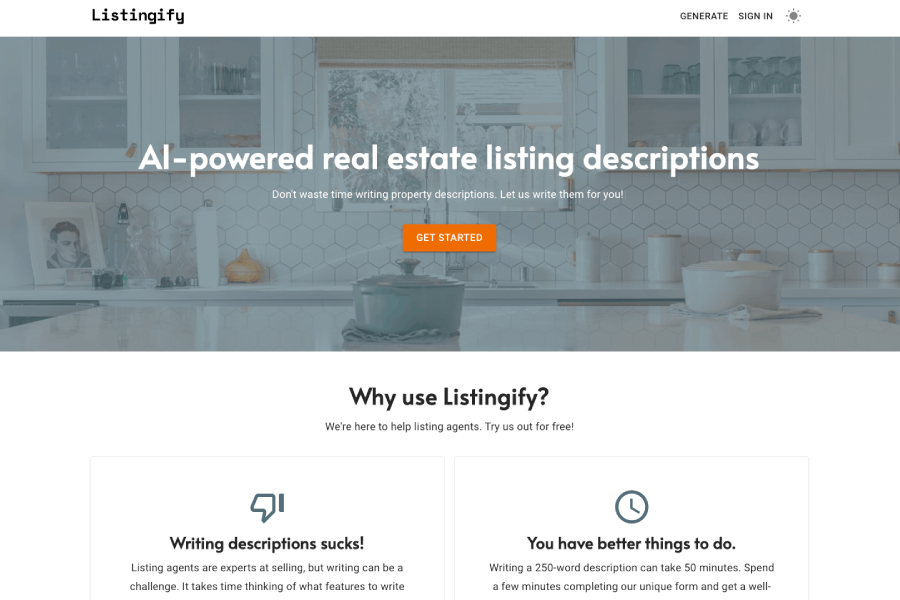 Listingify
GENERATE SIGN IN
AI-powered real estate listing descriptions
Don't waste time writing property descriptions. Let us write them for you!
GET STARTED
Why use Listingify?
We're here to help listing agents. Try us out for free!
Writing descriptions sucks!
Listing agents are experts at selling, but writing can be a
challenge. It takes time thinking of what features to write
You have better things to do.
Writing a 250-word description can take 50 minutes. Spend
a few minutes completing our unique form and get a well-